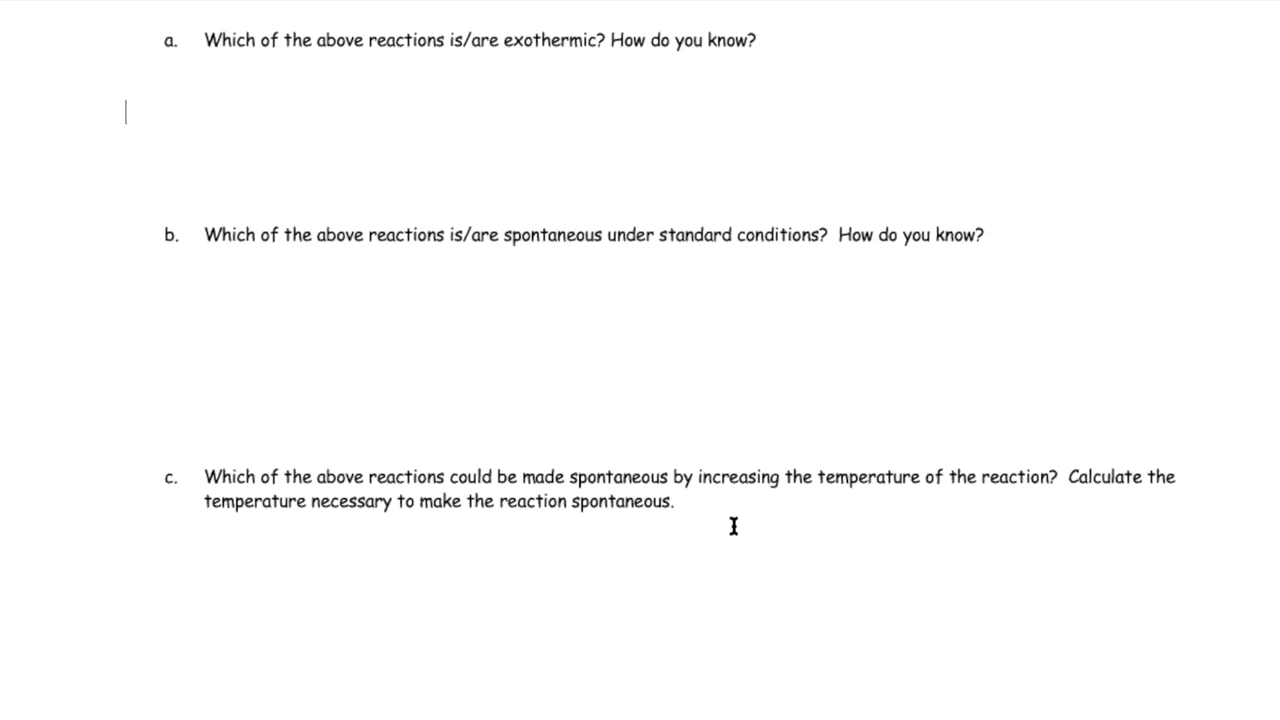 a. Which of the above reactions is/are exothermic? How do you know?
b. Which of the above reactions is/are spontaneous under standard conditions? How do you know?
c. Which of the above reactions could be made spontaneous by increasing the temperature of the reaction? Calculate the
temperature necessary to make the reaction spontaneous.